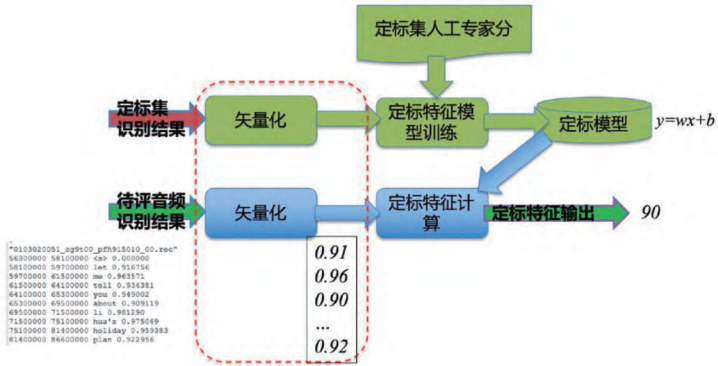 定标集人工专家分
定标集
识别结果
矢量化
定标特征模
型训练
定标模型
y=wx+b
待评音频
识别结果
矢量化
定标特征计
算
定标特征输出
90
"0103020051_sg9t00_pfh915010_00.rec"
56300000 58100000 <s> 0.000000
58100000 59700000 let 0.916756
59700000 61500000 me 0.963571
61500000 64100000 tell 0.934381
64100000 65300000 you 0.949002
65300000 69500000 about 0.909119
69500000 71500000 li 0.901290
71500000 75100000 hua's 0.975069
75100000 81400000 holiday 0.959383
81400000 86600000 plan 0.922956
0.91
0.96
0.90
...
0.92